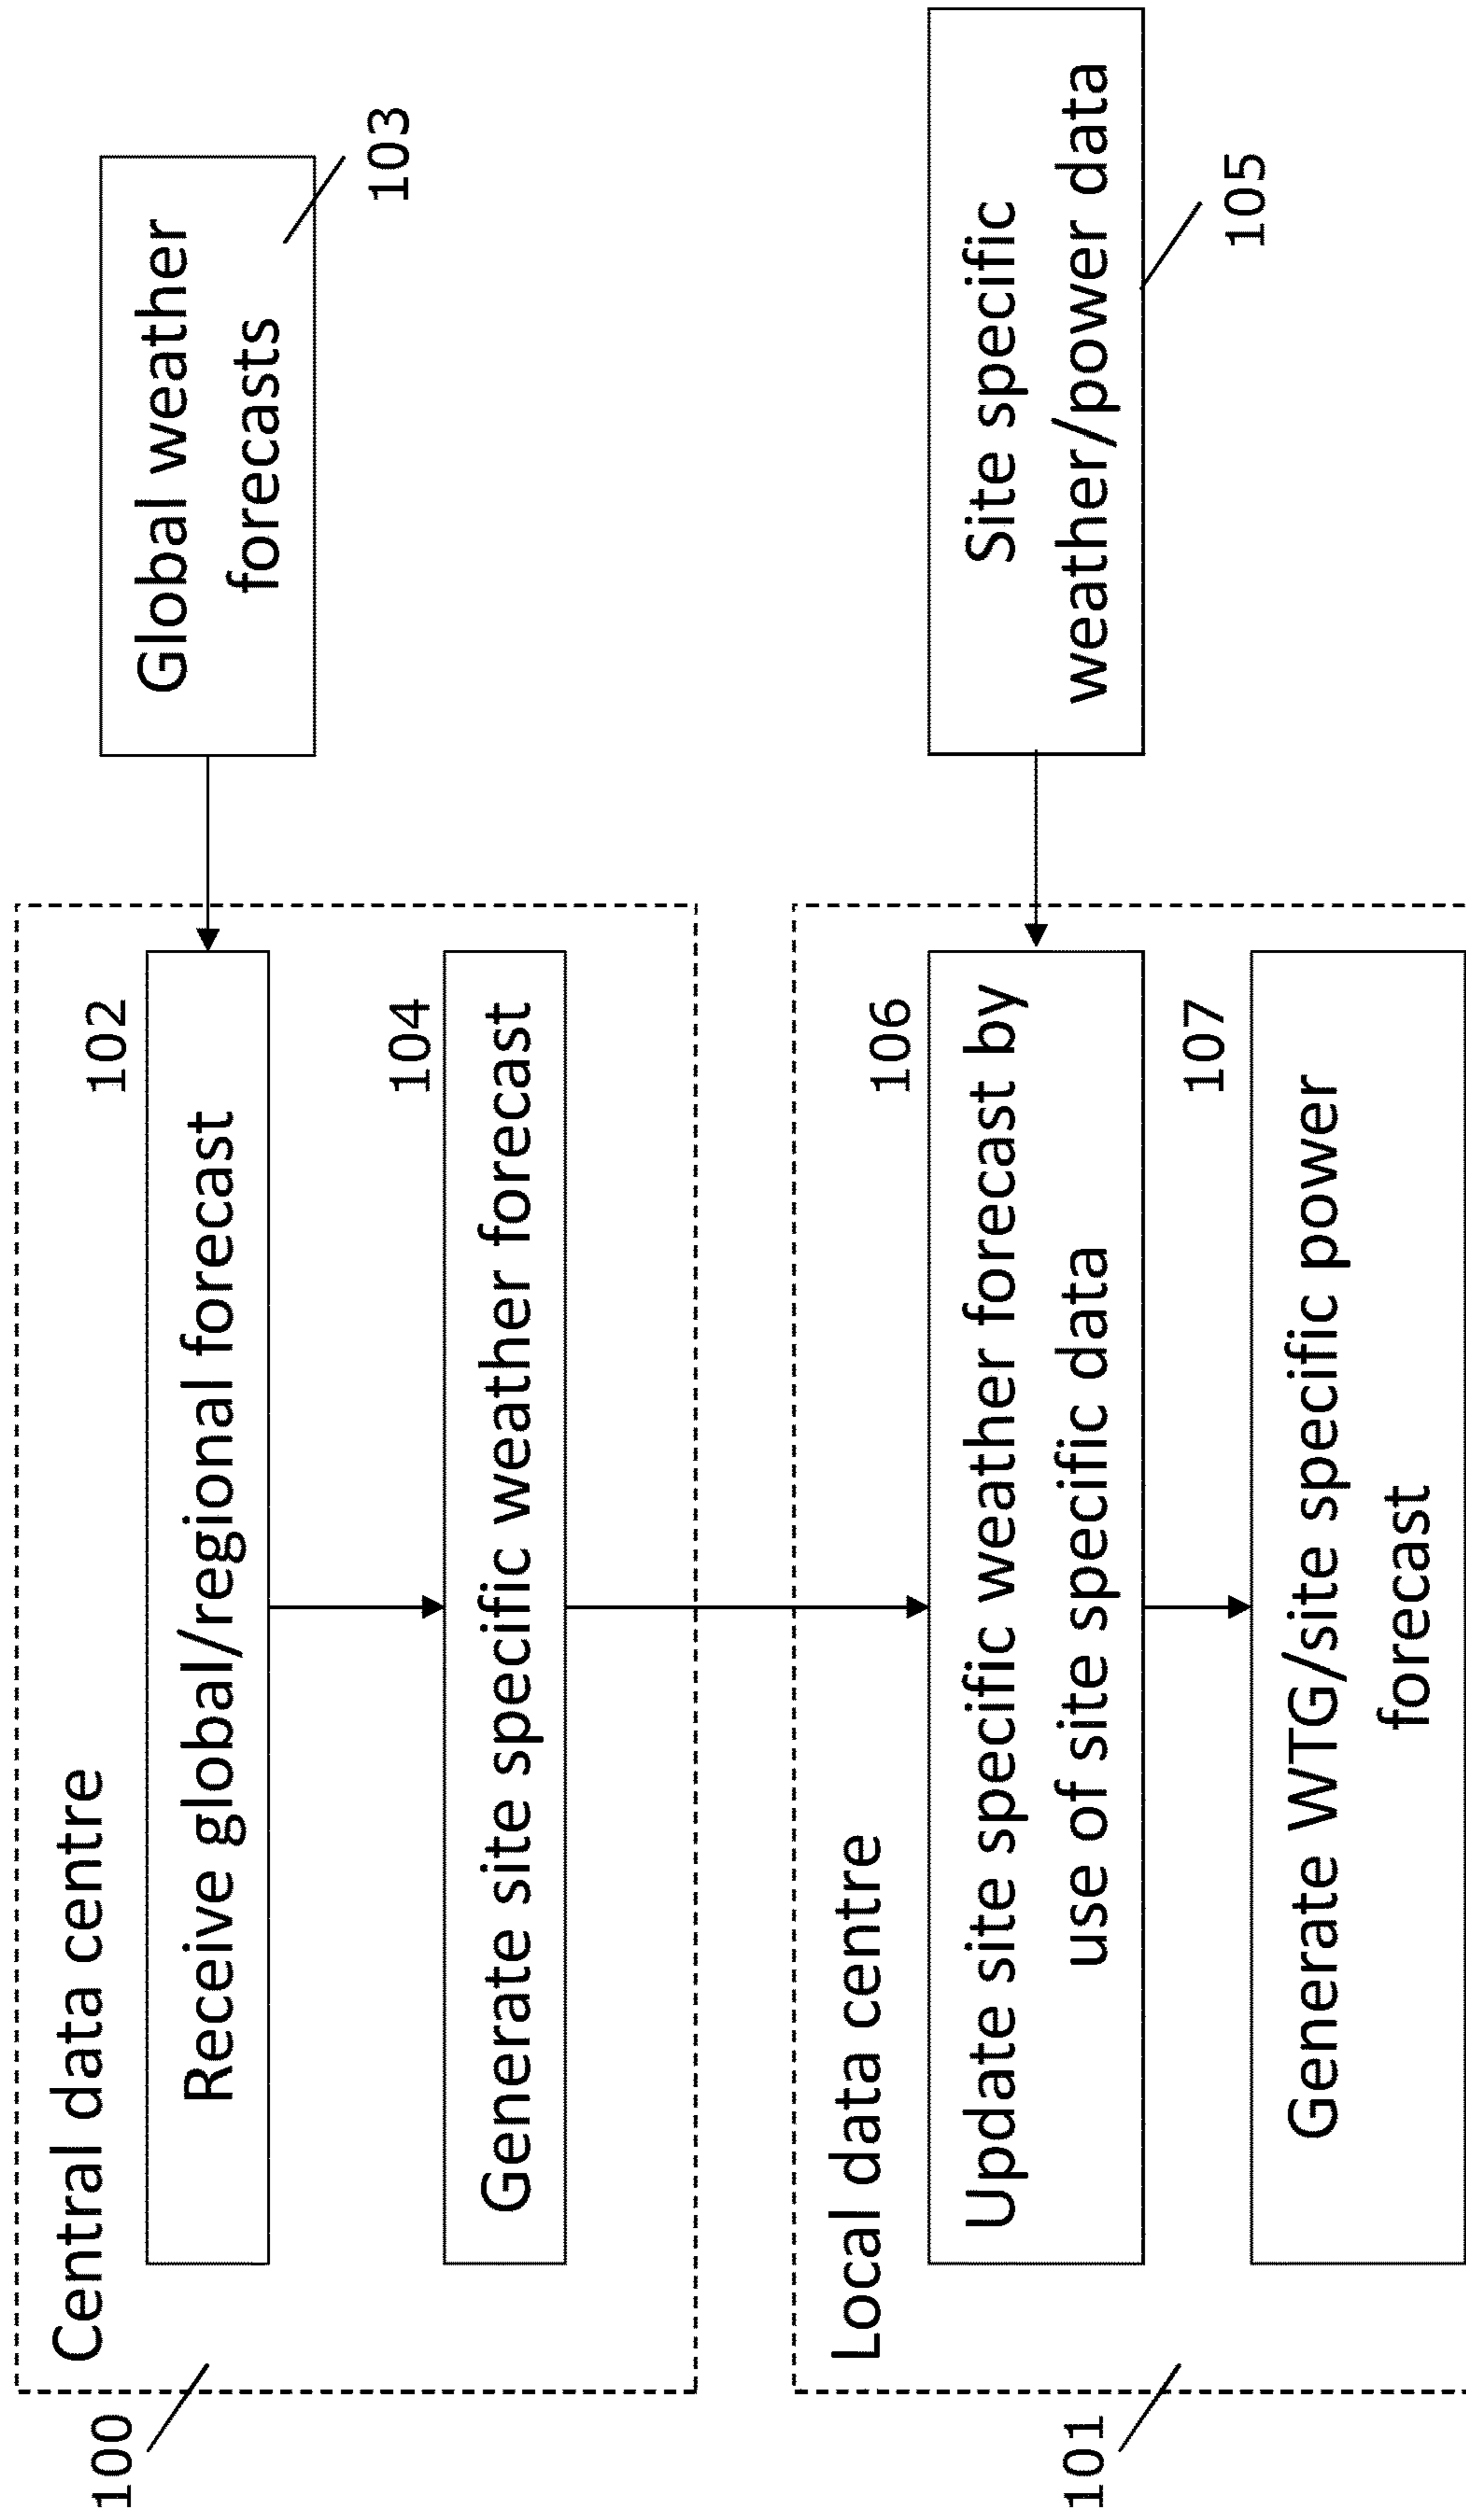 100
Central data centre
102
Receive global/regional forecast
Global weather
forecasts
103
104
Generate site specific weather forecast
101
Local data centre
106
Update site specific weather forecast by
use of site specific data
Site specific
weather/power data
105
107
Generate WTG/site specific power
forecast